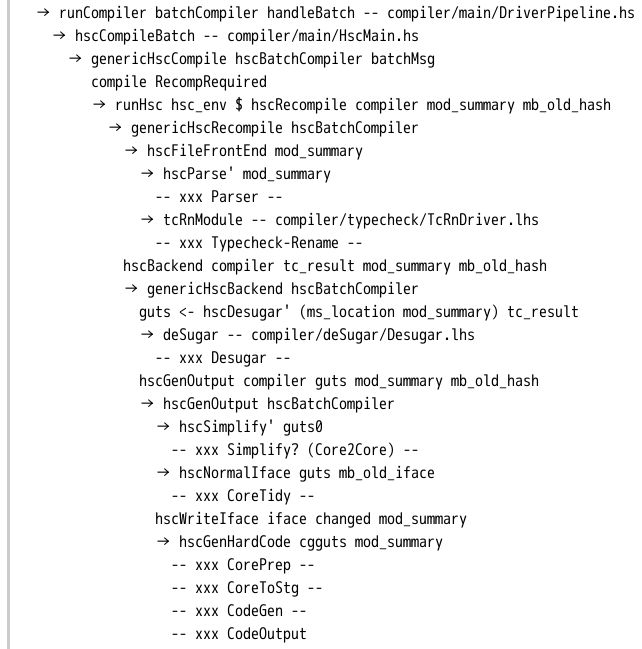 → runCompiler batchCompiler handleBatch -- compiler/main/DriverPipeline.hs
→ hscCompileBatch -- compiler/main/HscMain.hs
→ genericHscCompile hscBatchCompiler batchMsg
compile RecompRequired
→ runHsc hsc_env $ hscRecompile compiler mod_summary mb_old_hash
→ genericHscRecompile hscBatchCompiler
→ hscFileFrontEnd mod_summary
→ hscParse' mod_summary
-- xxx Parser --
→ tcRnModule -- compiler/typecheck/TcRnDriver.lhs
-- xxx Typecheck-Rename --
hscBackend compiler tc_result mod_summary mb_old_hash
→ genericHscBackend hscBatchCompiler
guts <- hscDesugar' (ms_location mod_summary) tc_result
→ deSugar -- compiler/deSugar/Desugar.lhs
-- xxx Desugar --
hscGenOutput compiler guts mod_summary mb_old_hash
→ hscGenOutput hscBatchCompiler
→ hscSimplify' guts0
-- xxx Simplify? (Core2Core) --
→ hscNormalIface guts mb_old_iface
-- xxx CoreTidy --
hscWriteIface iface changed mod_summary
→ hscGenHardCode cgguts mod_summary
-- xxx CorePrep --
-- xxx CoreToStg --
-- xxx CodeGen --
-- xxx CodeOutput